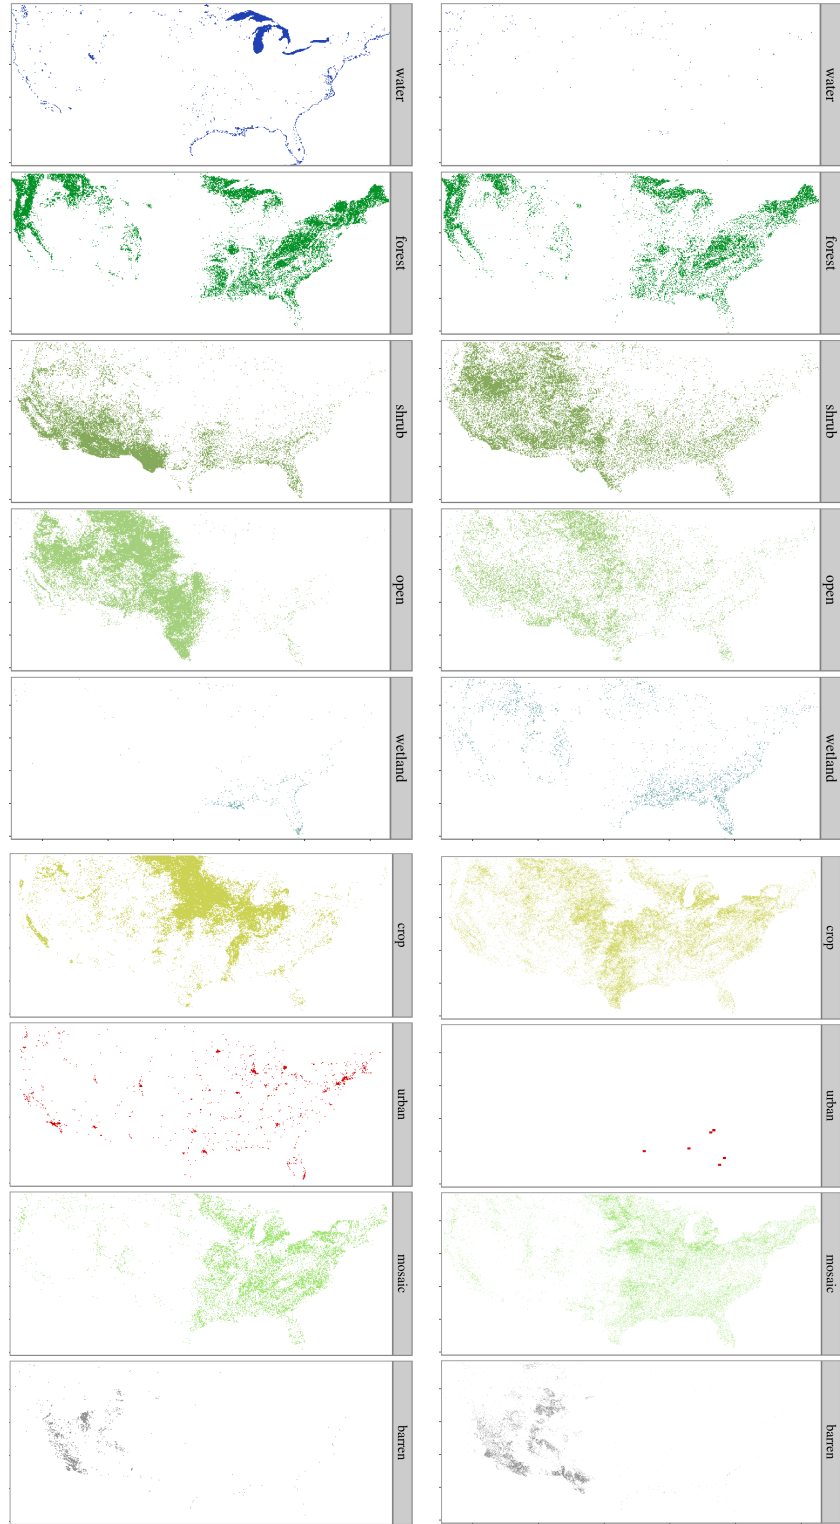 water
water
forest
forest
shrub
shrub
open
open
wetland
wetland
crop
crop
urban
urban
mosaic
mosaic
barren
barren